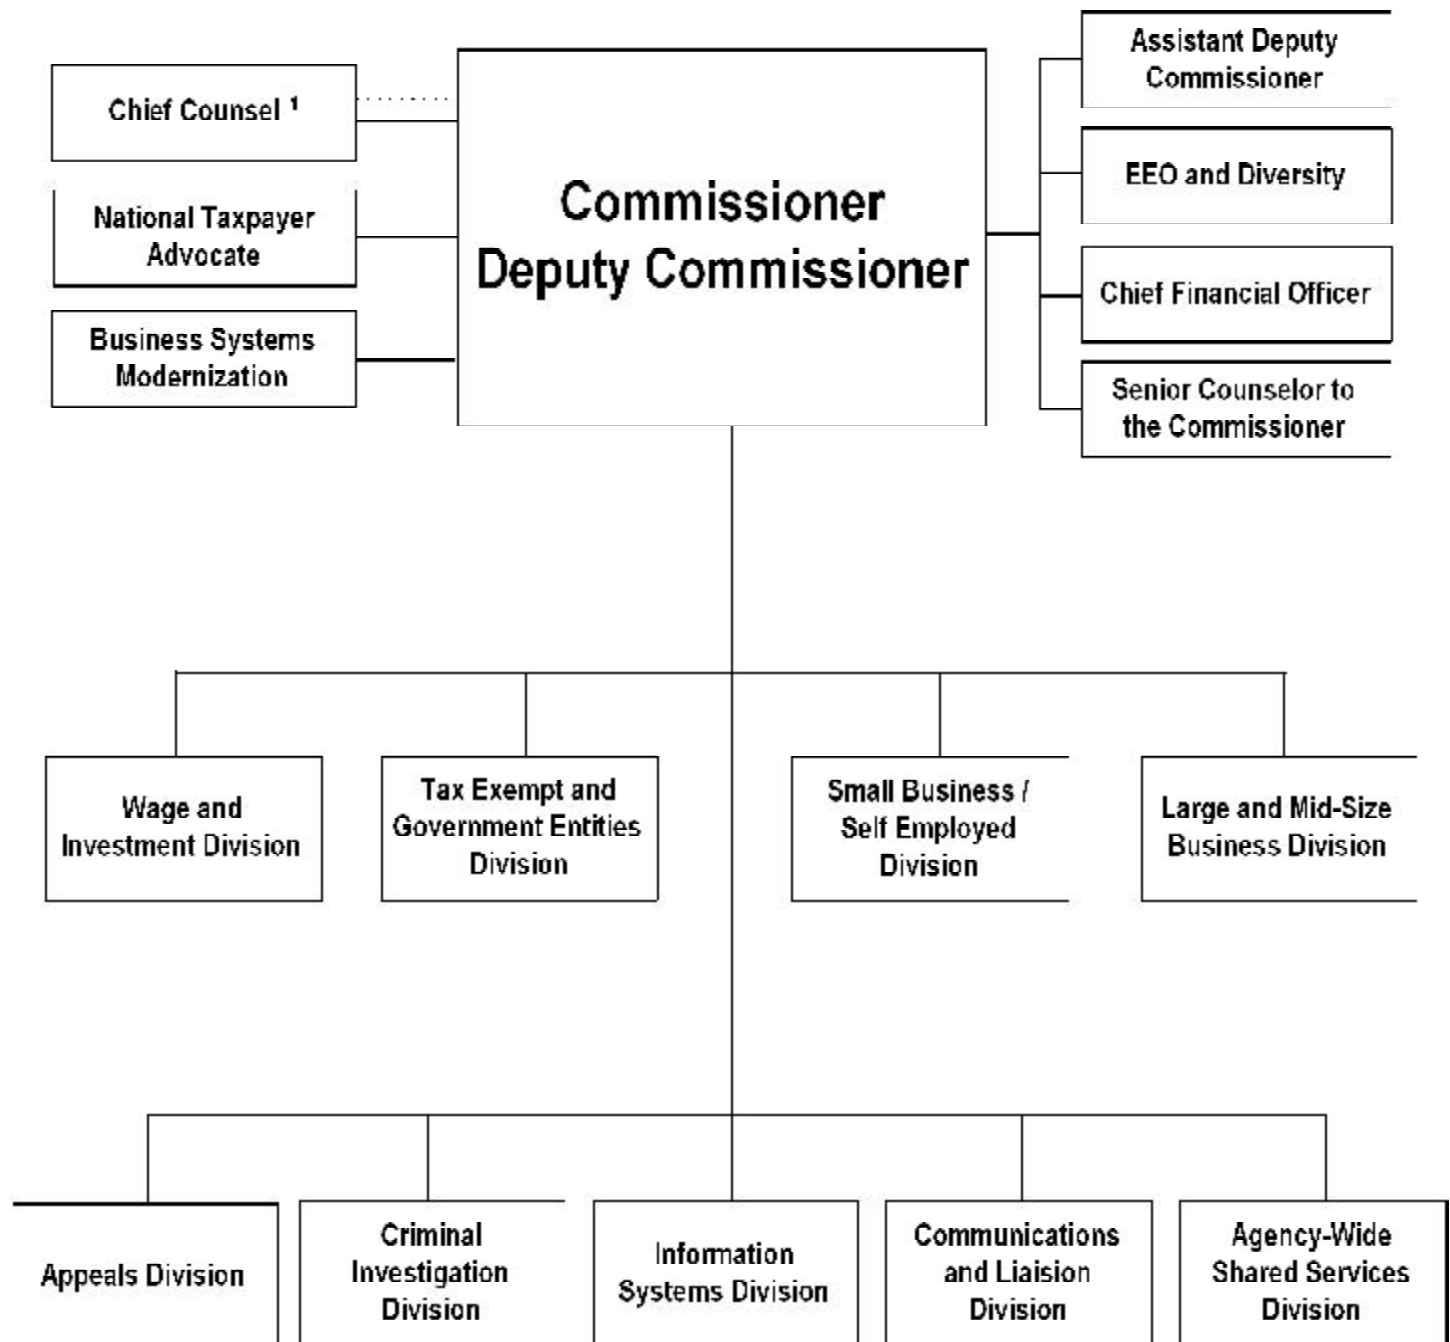 Chief Counsel 1
National Taxpayer
Advocate
Business Systems
Modernization
Commissioner
Deputy Commissioner
Assistant Deputy
Commissioner
EEO and Diversity
Chief Financial Officer
Senior Counselor to
the Commissioner
Wage and
Investment Division
Tax Exempt and
Government Entities
Division
Small Business /
Self Employed
Division
Large and Mid-Size
Business Division
Appeals Division
Criminal
Investigation
Division
Information
Systems Division
Communications
and Liaision
Division
Agency-Wide
Shared Services
Division